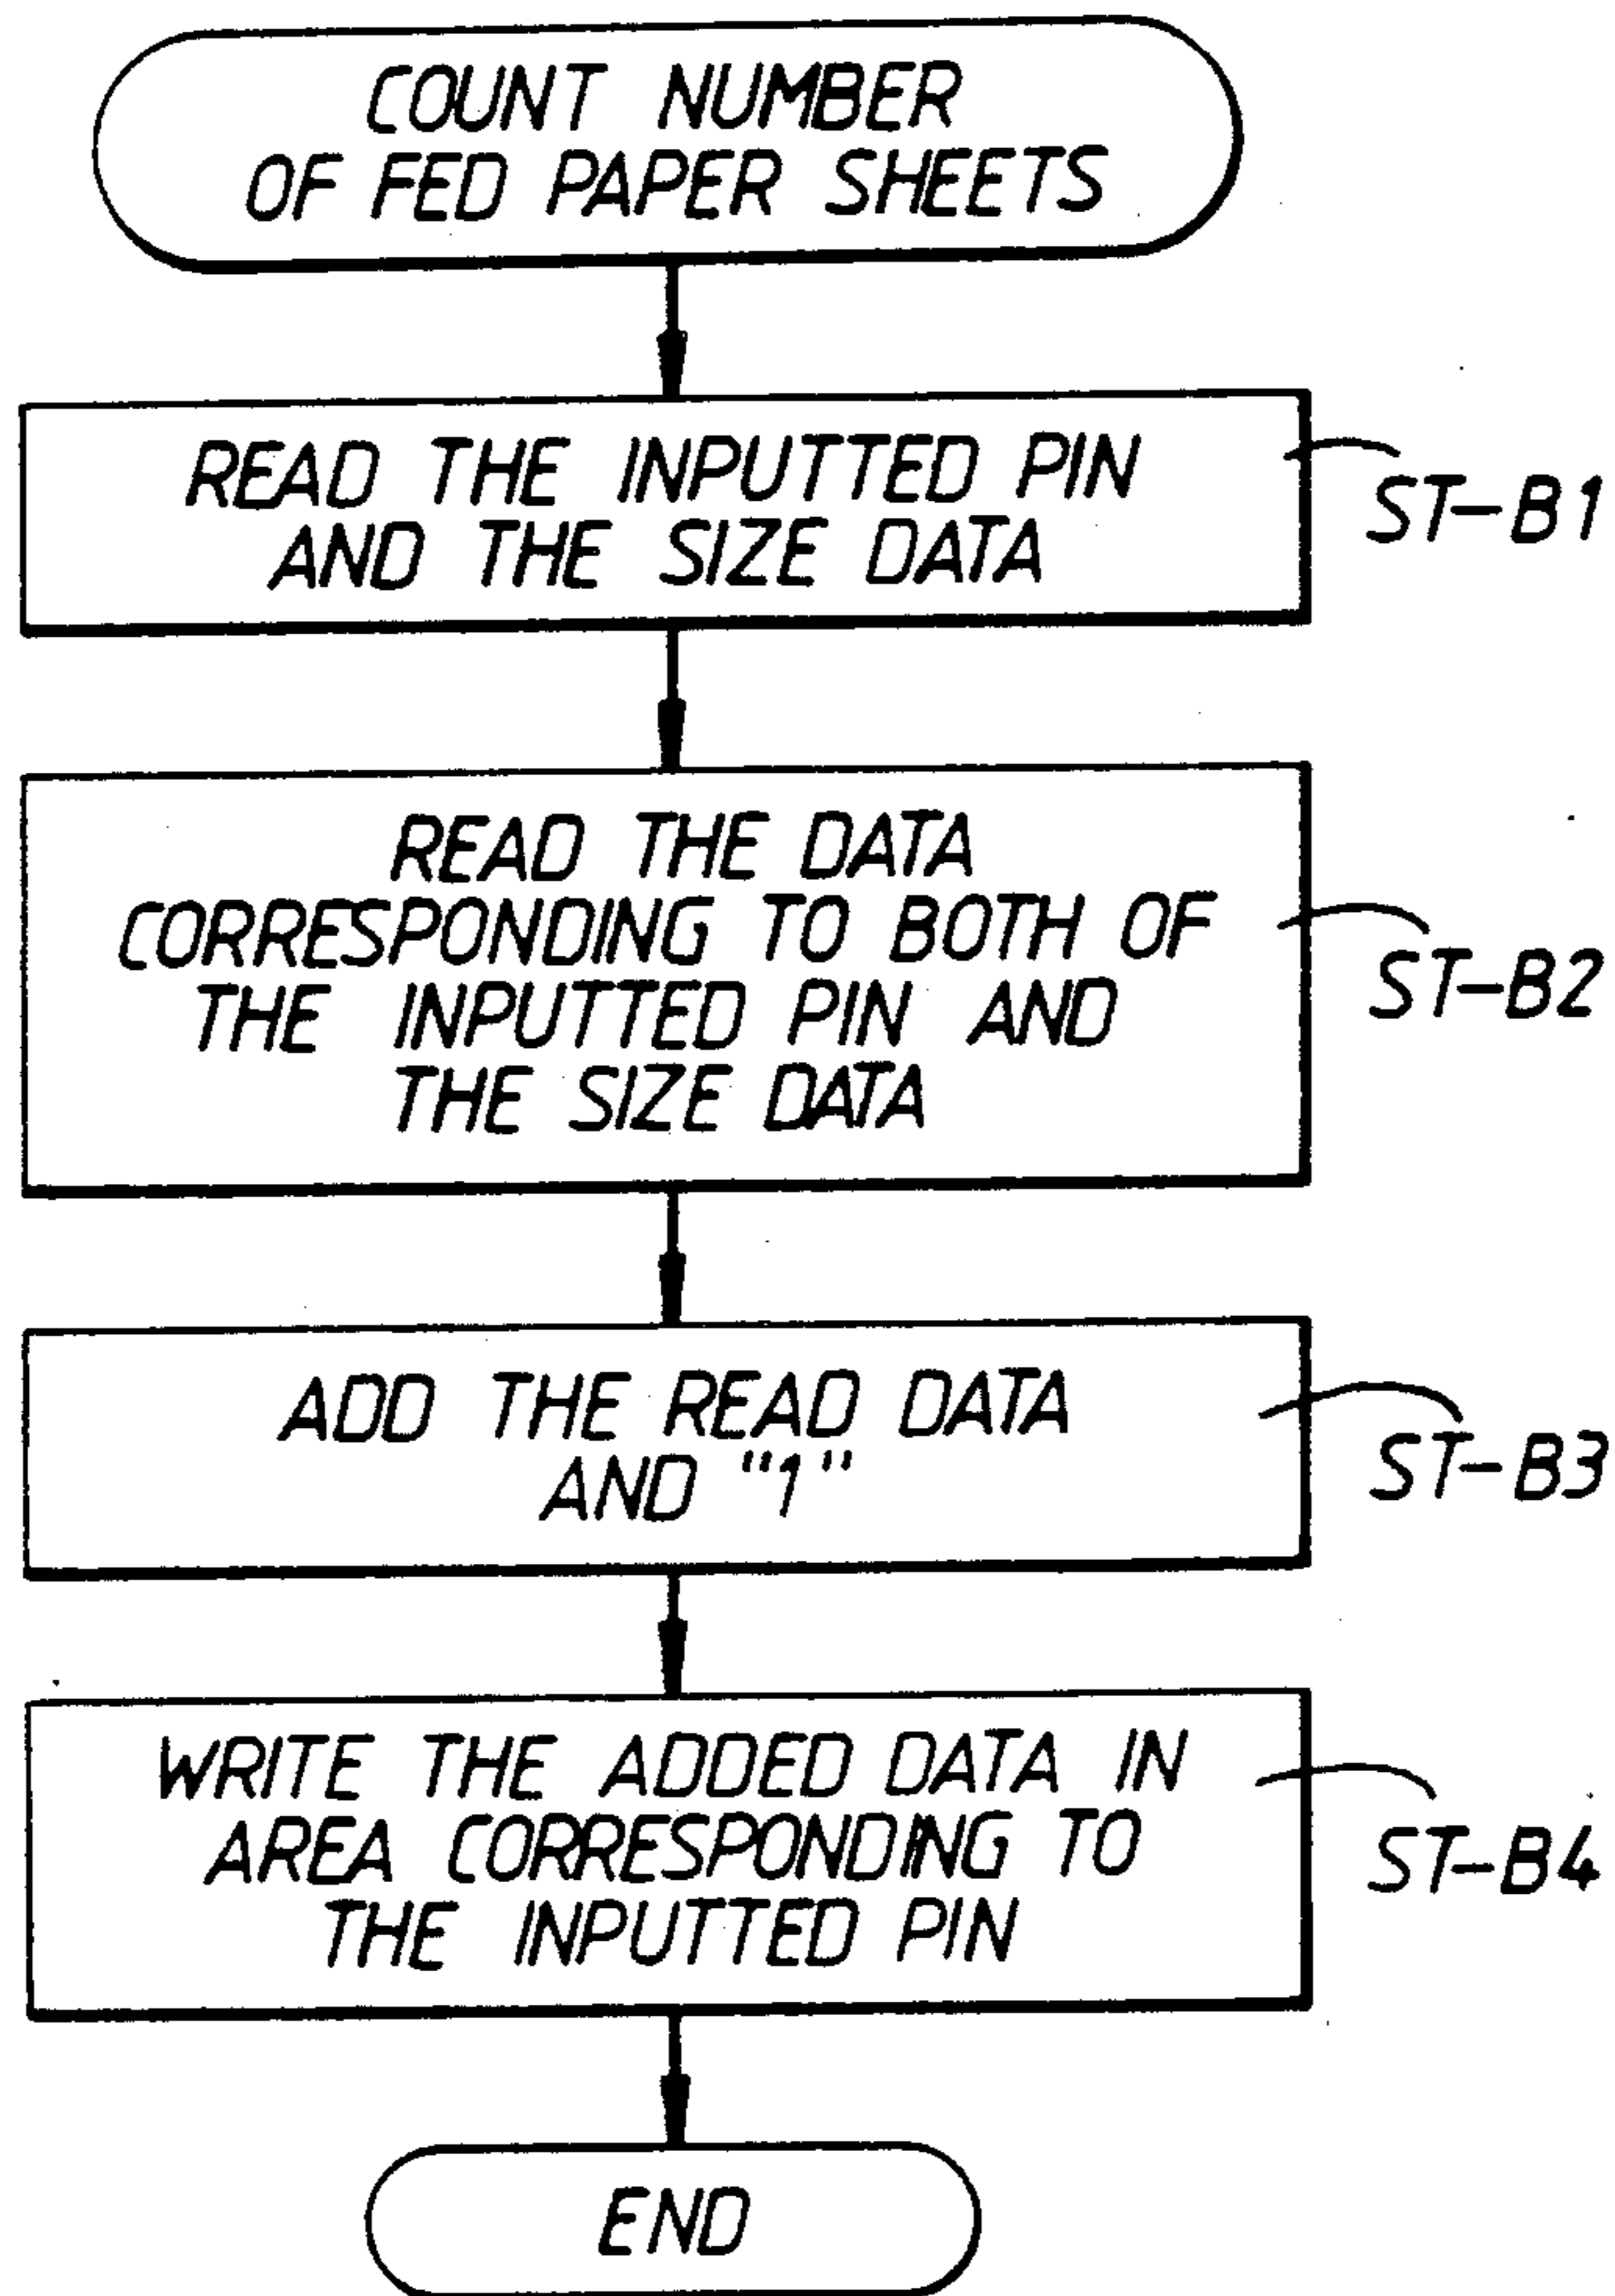 COUNT NUMBER
OF FED PAPER SHEETS
READ THE INPUTTED PIN
AND THE SIZE DATA
ST-B1
READ THE DATA
CORRESPONDING TO BOTH OF
THE INPUTTED PIN AND
THE SIZE DATA
ST-B2
ADD THE READ DATA
AND "1"
ST-B3
WRITE THE ADDED DATA IN
AREA CORRESPONDING TO
THE INPUTTED PIN
ST-B4
END